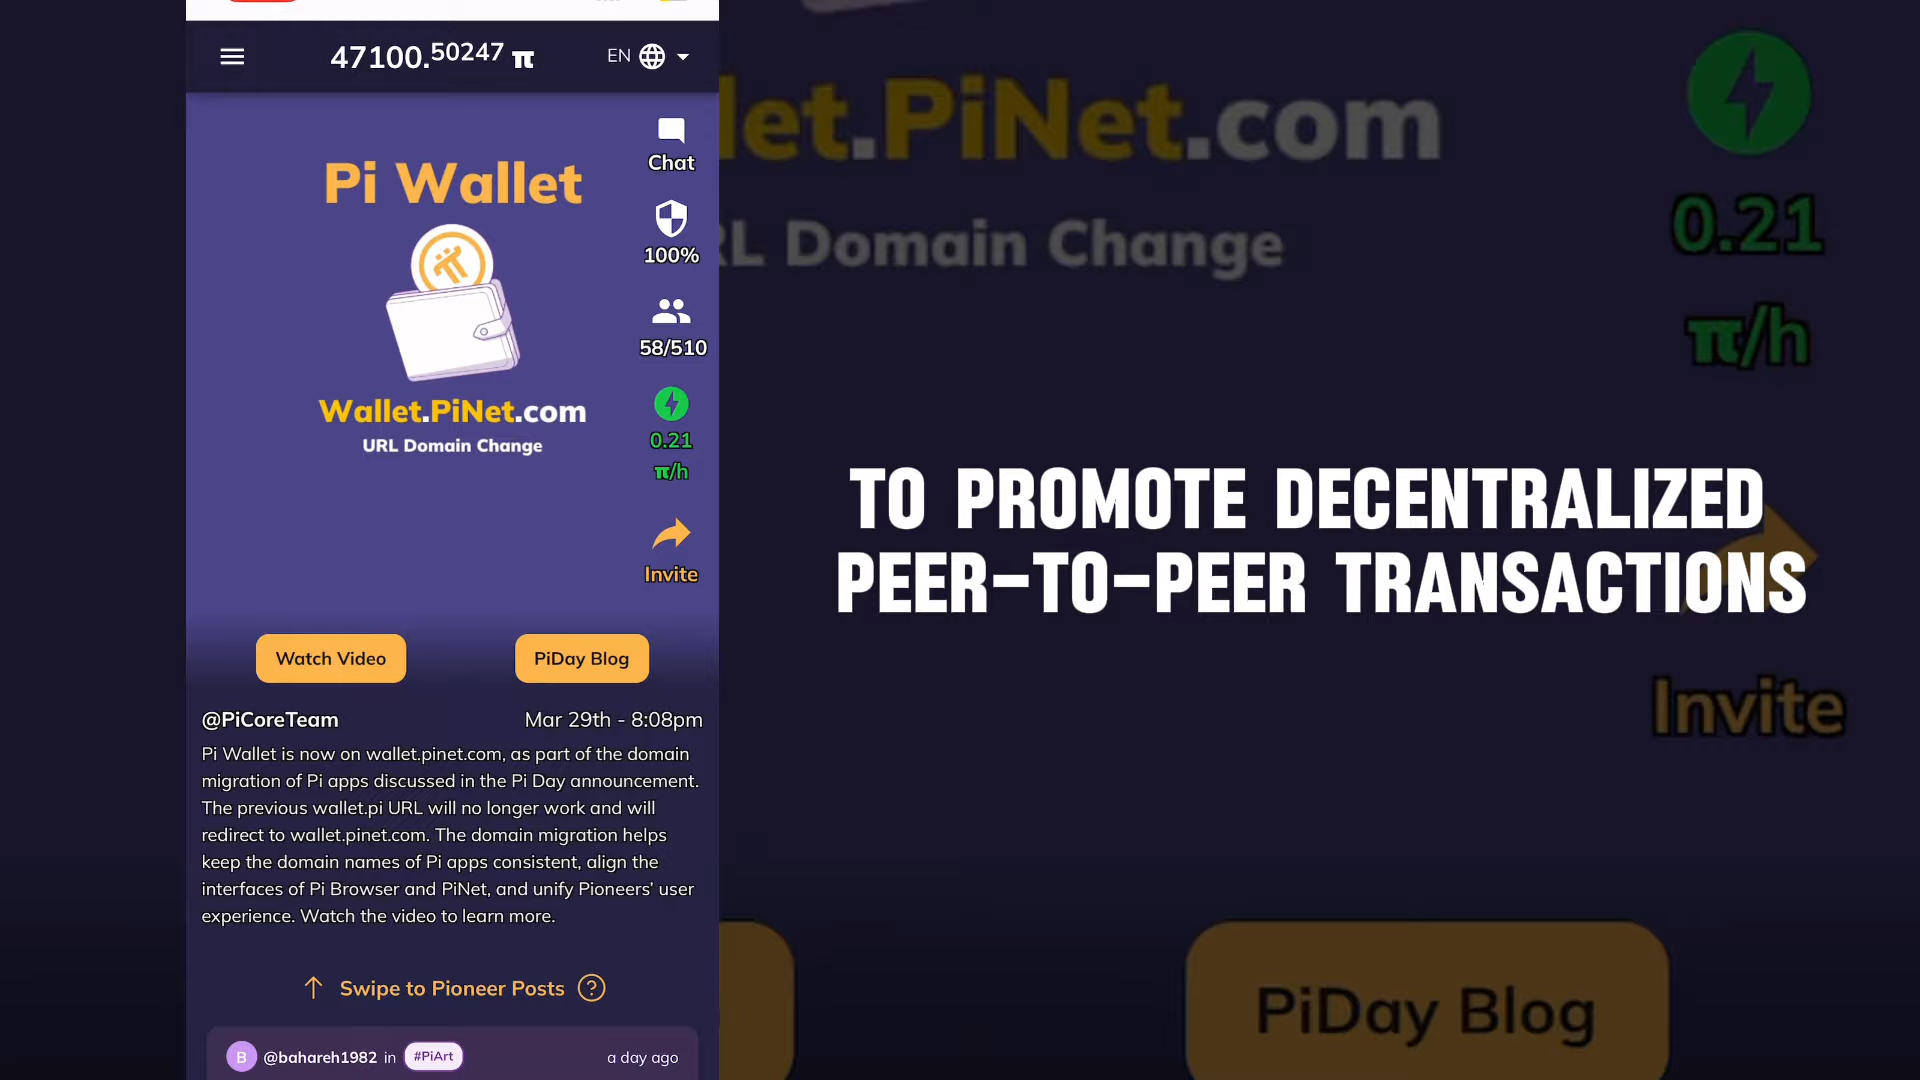 47100.50247 π
EN
Chat
Pi Wallet
100%
58/510
Wallet.PiNet.com
URL Domain Change
0.21
π/h
Invite
Watch Video
PiDay Blog
@PiCoreTeam
Mar 29th - 8:08pm
Pi Wallet is now on wallet.pinet.com, as part of the domain
migration of Pi apps discussed in the Pi Day announcement.
The previous wallet.pi URL will no longer work and will
redirect to wallet.pinet.com. The domain migration helps
keep the domain names of Pi apps consistent, align the
interfaces of Pi Browser and PiNet, and unify Pioneers’ user
experience. Watch the video to learn more.
↑ Swipe to Pioneer Posts ?
B @bahareh1982 in #PiArt
a day ago
let.PiNet.com
RL Domain Change
0.21
π/h
TO PROMOTE DECENTRALIZED
PEER-TO-PEER TRANSACTIONS
Invite
PiDay Blog